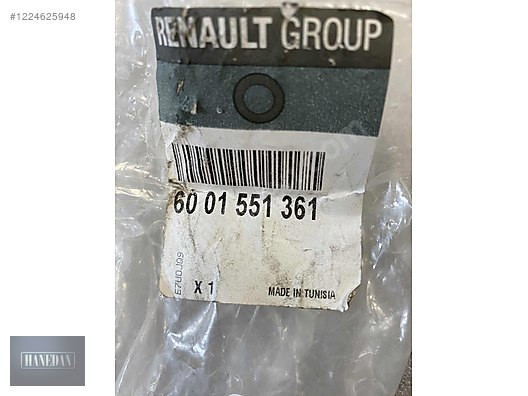 #1224625948
RENAULT GROUP
60 01 551 361
X 1
MADE IN TUNISIA
HANEDAN